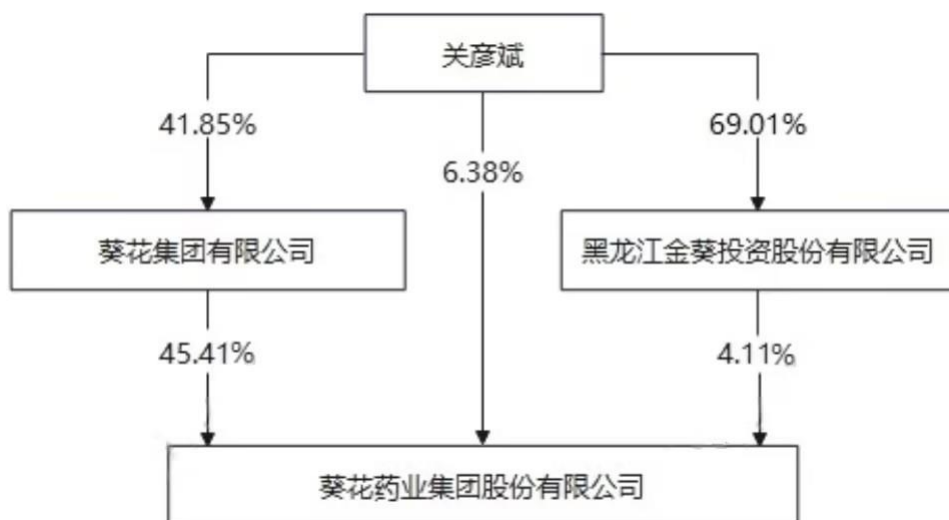 关彦斌
41.85%
69.01%
6.38%
葵花集团有限公司
黑龙江金葵投资股份有限公司
45.41%
4.11%
葵花药业集团股份有限公司